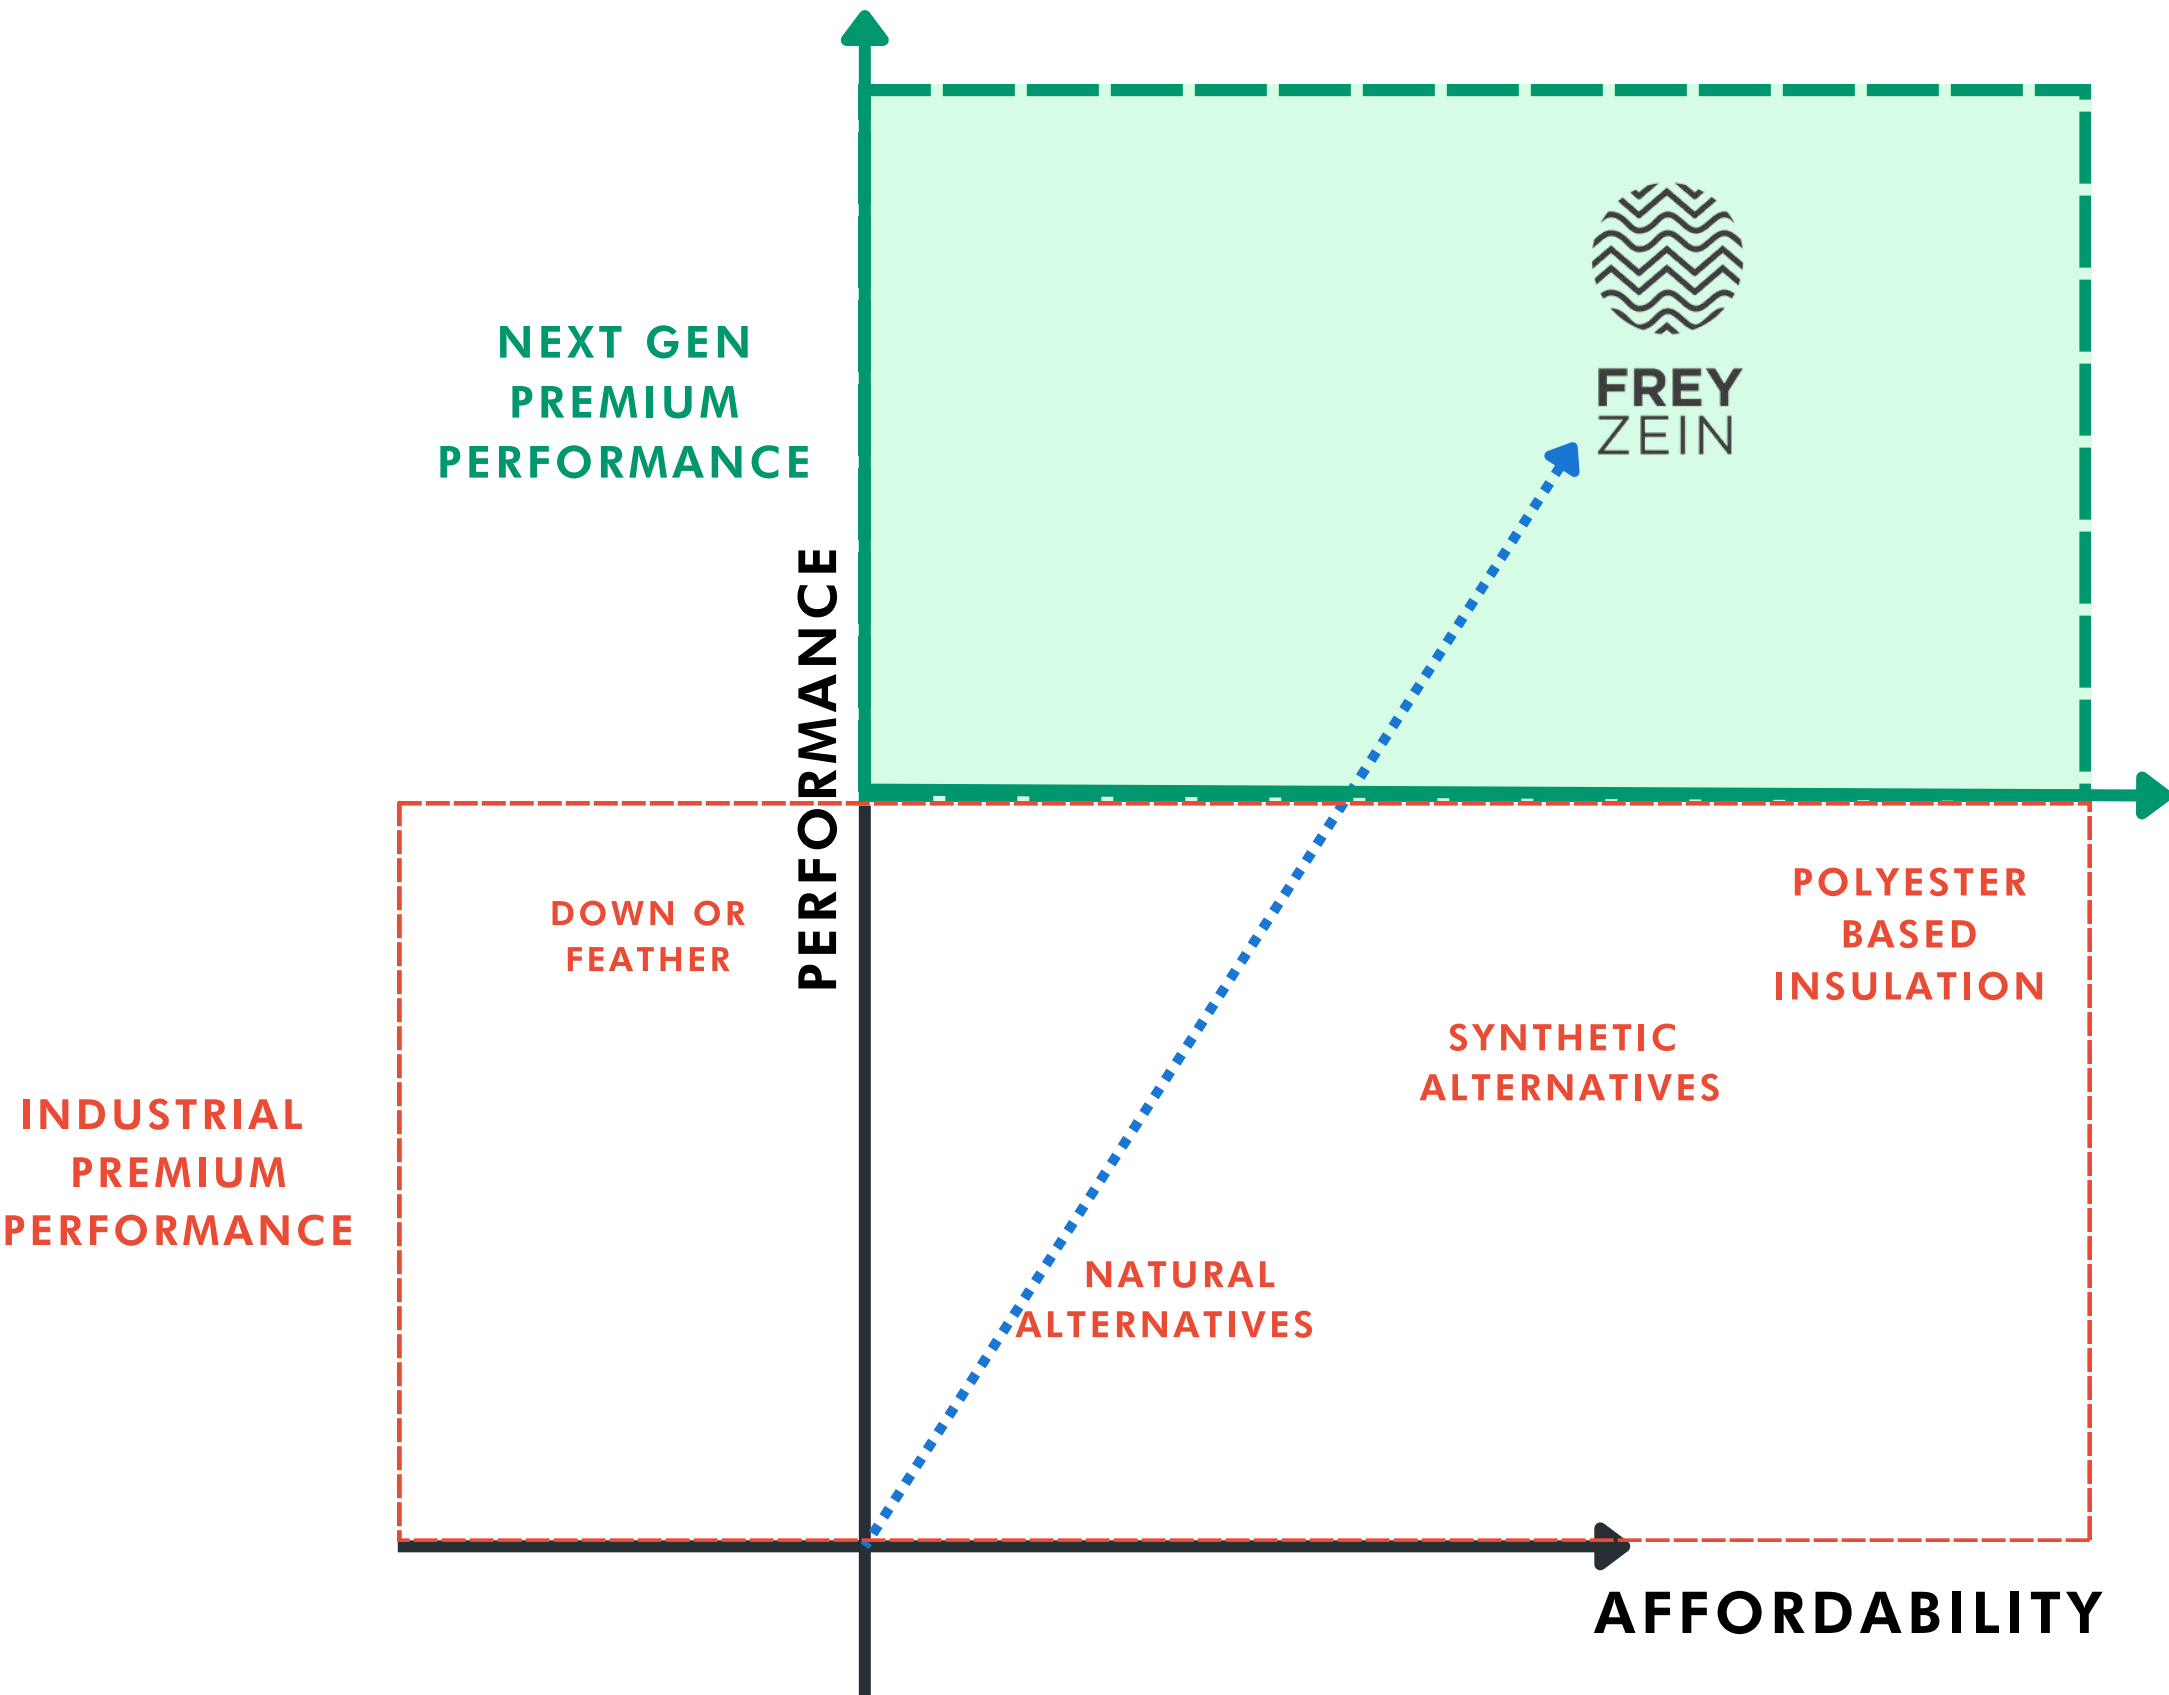 NEXT GEN
PREMIUM
PERFORMANCE
FREY
ZEIN
PERFORMANCE
DOWN OR
FEATHER
POLYESTER
BASED
INSULATION
SYNTHETIC
ALTERNATIVES
INDUSTRIAL
PREMIUM
PERFORMANCE
NATURAL
ALTERNATIVES
AFFORDABILITY